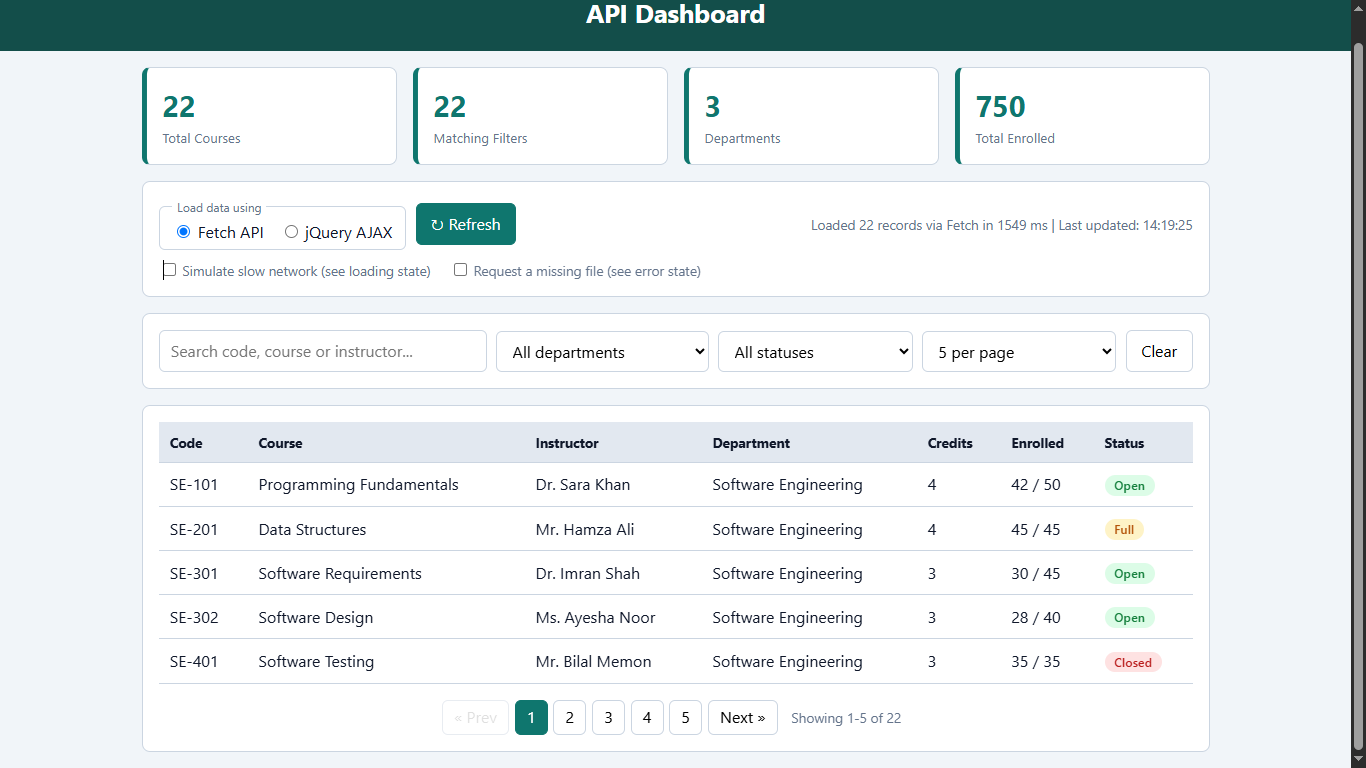 API Dashboard
22
Total Courses
22
Matching Filters
3
Departments
750
Total Enrolled
Load data using
Fetch API jQuery AJAX
↻ Refresh
Loaded 22 records via Fetch in 1549 ms | Last updated: 14:19:25
Simulate slow network (see loading state) Request a missing file (see error state)
Search code, course or instructor... All departments All statuses 5 per page Clear
Code Course Instructor Department Credits Enrolled Status
SE-101 Programming Fundamentals Dr. Sara Khan Software Engineering 4 42 / 50 Open
SE-201 Data Structures Mr. Hamza Ali Software Engineering 4 45 / 45 Full
SE-301 Software Requirements Dr. Imran Shah Software Engineering 3 30 / 45 Open
SE-302 Software Design Ms. Ayesha Noor Software Engineering 3 28 / 40 Open
SE-401 Software Testing Mr. Bilal Memon Software Engineering 3 35 / 35 Closed
« Prev 1 2 3 4 5 Next » Showing 1-5 of 22